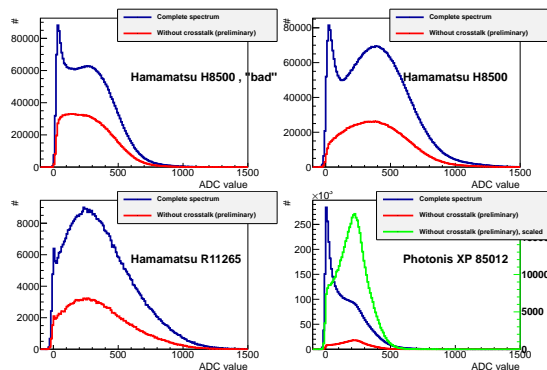 #
Complete spectrum
Without crosstalk (preliminary)
Hamamatsu H8500 , "bad"
80000
60000
40000
20000
0
0 500 1000 1500
ADC value
#
Complete spectrum
Without crosstalk (preliminary)
Hamamatsu H8500
80000
60000
40000
20000
0
0 500 1000 1500
ADC value
#
Complete spectrum
Without crosstalk (preliminary)
Hamamatsu R11265
8000
6000
4000
2000
0
0 500 1000 1500
ADC value
#
×10³
Complete spectrum
Without crosstalk (preliminary)
Without crosstalk (preliminary), scaled
Photonis XP 85012
300
250
200
150
100
50
0
10000
5000
0
0 500 1000 1500
ADC value